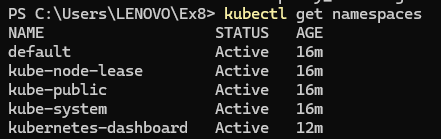 PS C:\Users\LENOVO\Ex8> kubectl get namespaces
NAME STATUS AGE
default Active 16m
kube-node-lease Active 16m
kube-public Active 16m
kube-system Active 16m
kubernetes-dashboard Active 12m